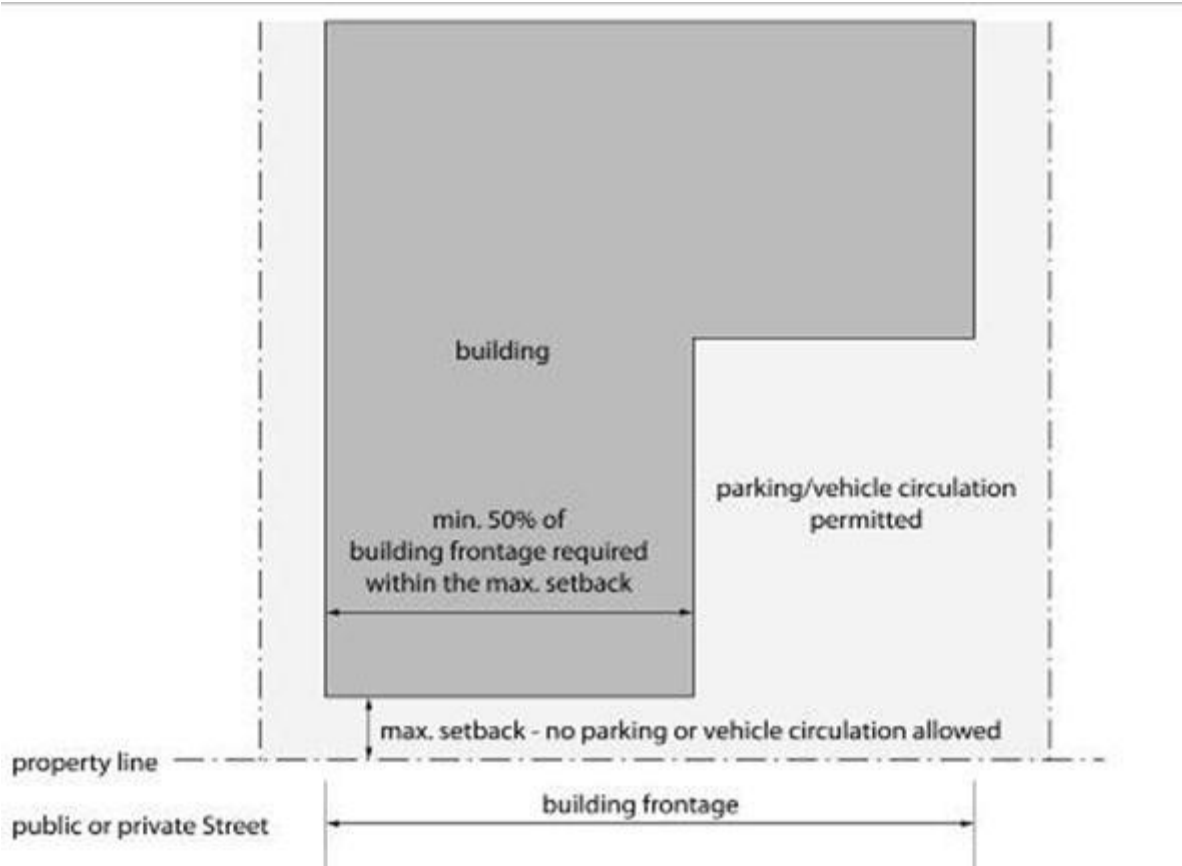 building
parking/vehicle circulation
permitted
min. 50% of
building frontage required
within the max. setback
max. setback - no parking or vehicle circulation allowed
property line
building frontage
public or private Street